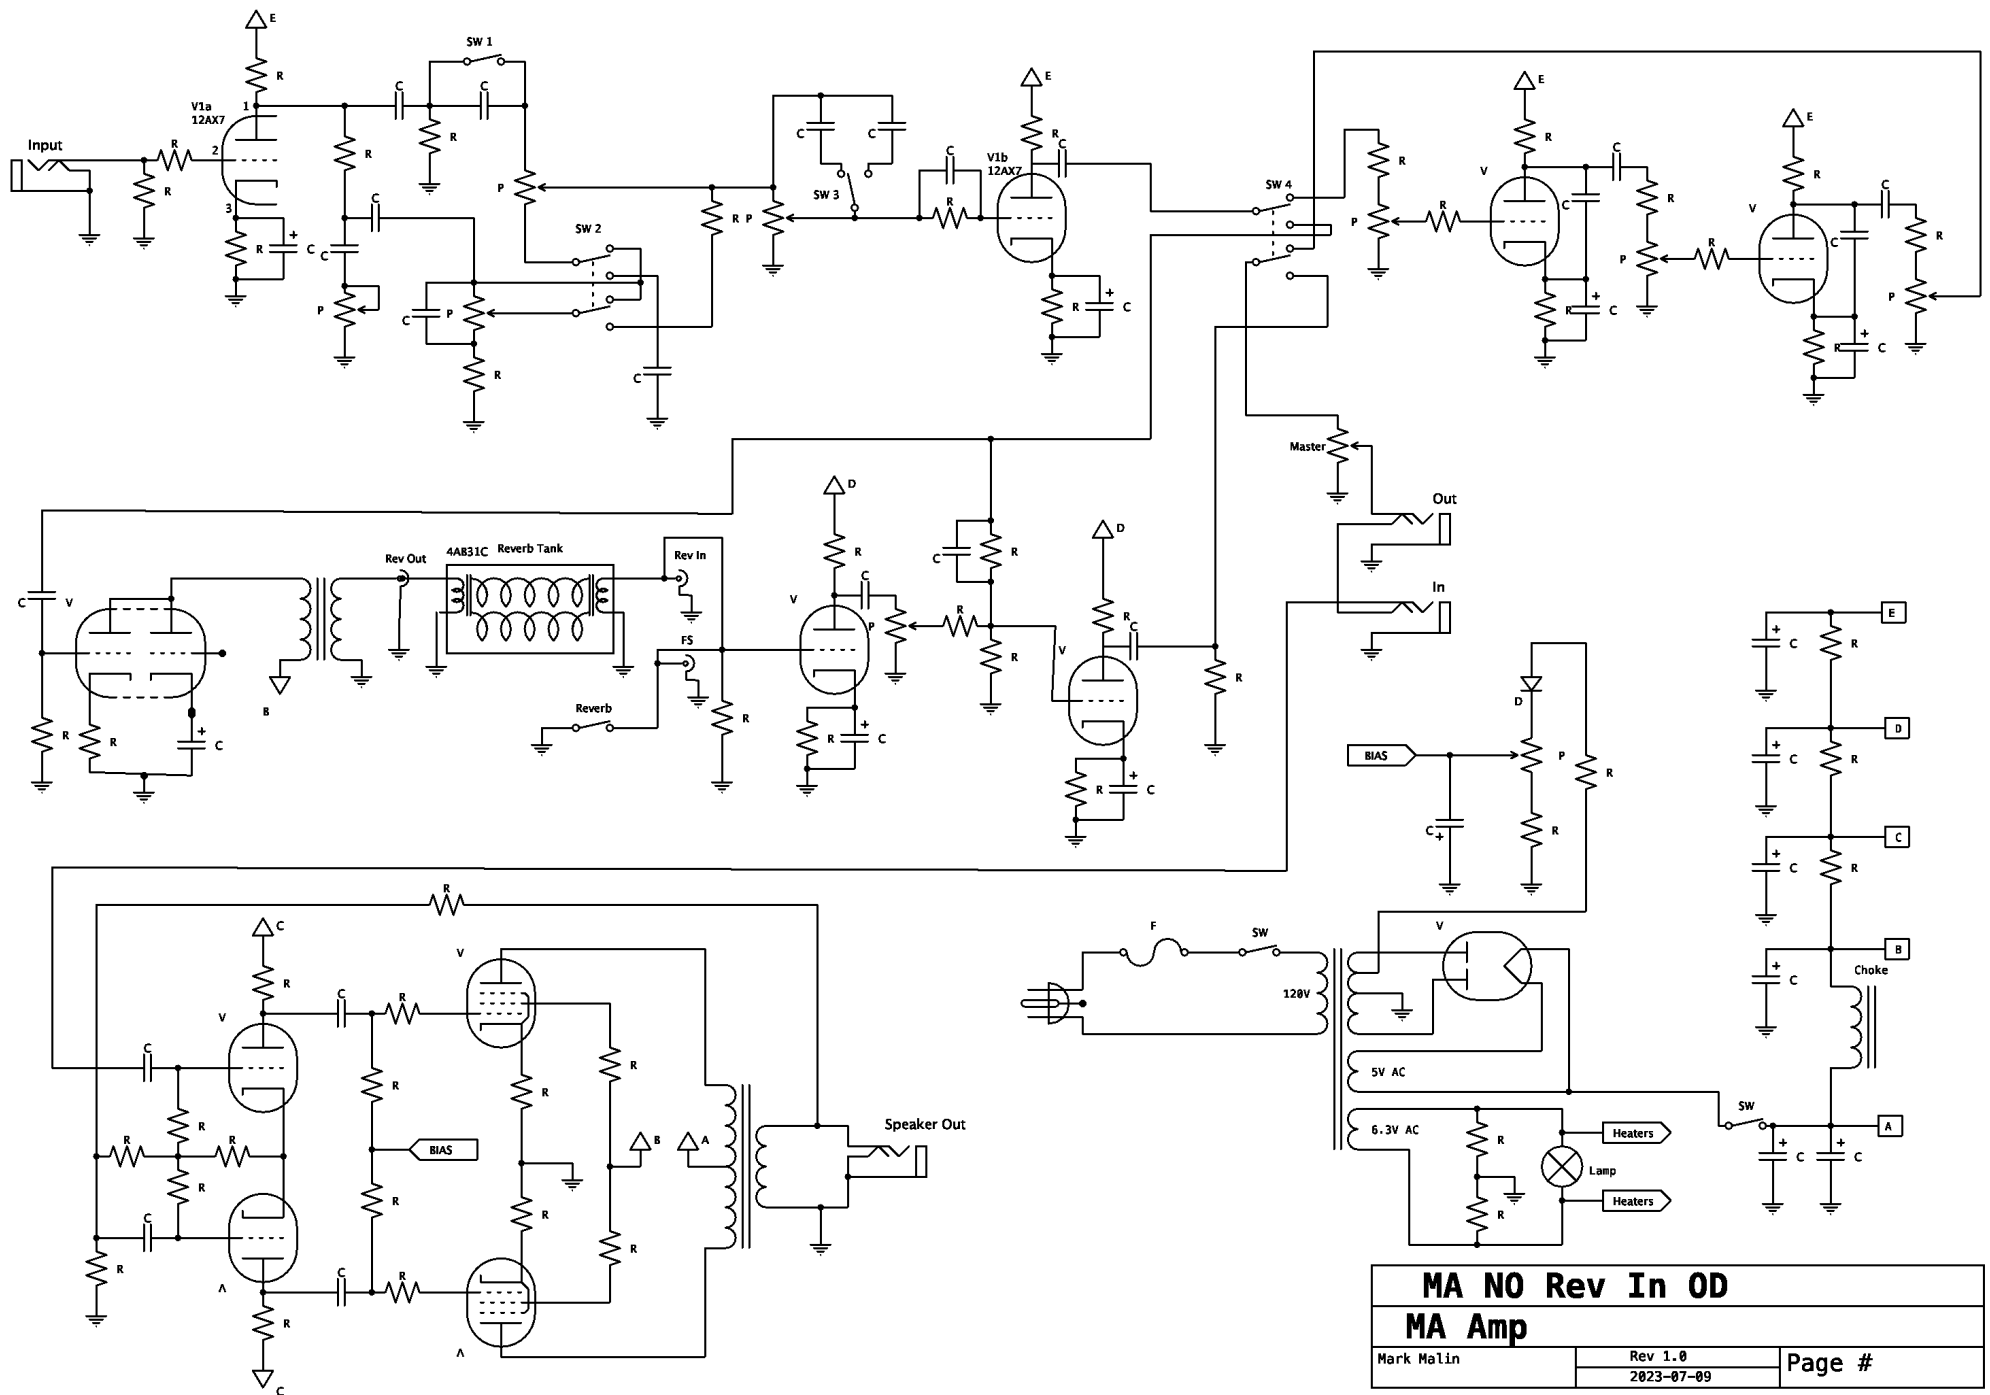 E
SW 1
R
C
C
V1a
12AX7
1
Input
R
2
R
R
R
3
+
R
C
C
C
P
P
C
P
R
SW 2
C
R
P
C
C
SW 3
C
R
V1b
12AX7
E
R
C
R
+
C
SW 4
R
P
R
V
E
R
C
C
R
+
C
R
P
R
V
E
R
C
C
R
+
C
R
P
Master
Out
In
C
V
R
R
+
C
B
Rev Out
4AB31C
Reverb Tank
Rev In
FS
Reverb
R
D
R
V
C
P
R
+
C
C
R
R
R
D
R
C
V
R
+
C
R
BIAS
C
+
D
P
R
R
E
+
C
R
D
+
C
R
C
+
C
R
B
+
C
Choke
A
SW
+
C
+
C
R
C
R
V
C
C
R
R
R
R
C
R
V
R
C
C
R
R
BIAS
R
C
R
V
R
R
V
R
R
B
A
Speaker Out
F
SW
120V
V
5V AC
6.3V AC
R
R
Lamp
Heaters
Heaters
MA NO Rev In OD
MA Amp
Mark Malin
Rev 1.0
2023-07-09
Page #